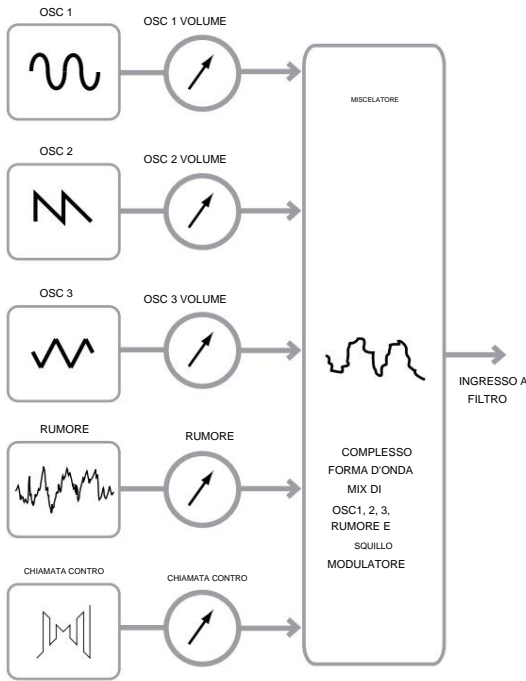 OSC 1
OSC 1 VOLUME
MISCELATORE
OSC 2
OSC 2 VOLUME
OSC 3
OSC 3 VOLUME
INGRESSO A
FILTRO
RUMORE
RUMORE
COMPLESSO
FORMA D'ONDA
MIX DI
OSC1, 2, 3,
RUMORE E
SQUILLO
MODULATORE
CHIAMATA CONTRO
CHIAMATA CONTRO